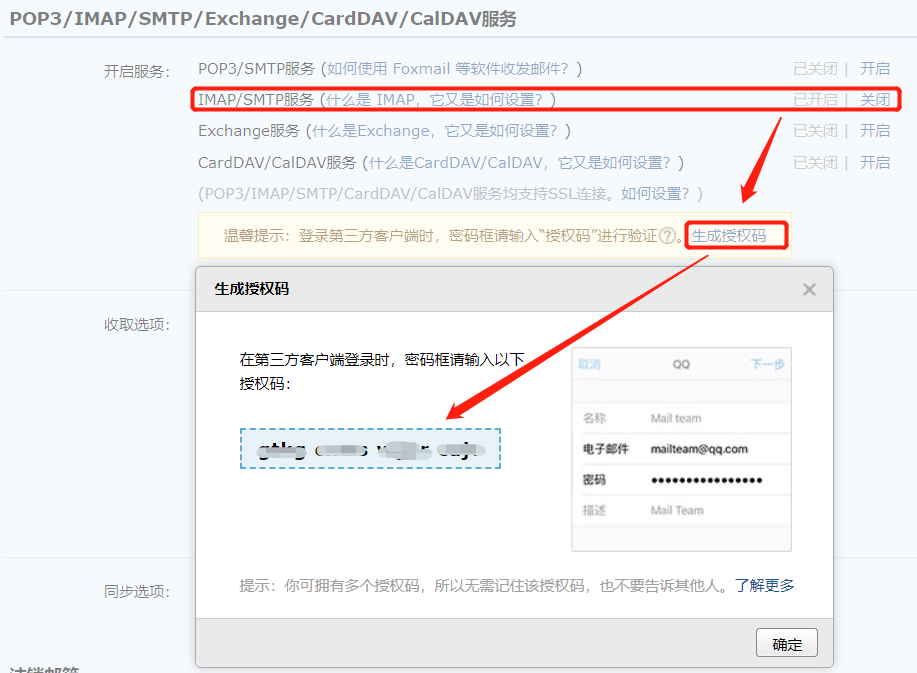 POP3/IMAP/SMTP/Exchange/CardDAV/CalDAV服务
开启服务： POP3/SMTP服务 (如何使用 Foxmail 等软件收发邮件？) 已关闭 | 开启
IMAP/SMTP服务 (什么是 IMAP，它又是如何设置？) 已开启 | 关闭
Exchange服务 (什么是Exchange，它又是如何设置？) 已关闭 | 开启
CardDAV/CalDAV服务 (什么是CardDAV/CalDAV，它又是如何设置？) 已关闭 | 开启
(POP3/IMAP/SMTP/CardDAV/CalDAV服务均支持SSL连接。如何设置？)
温馨提示：登录第三方客户端时，密码框请输入“授权码”进行验证?。生成授权码
生成授权码 ×
收取选项：
在第三方客户端登录时，密码框请输入以下
授权码：
取消 QQ 下一步
名称 Mail team
电子邮件 mailteam@qq.com
密码 ••••••••••••••••
描述 Mail Team
提示：你可拥有多个授权码，所以无需记住该授权码，也不要告诉其他人。了解更多
同步选项：
确定